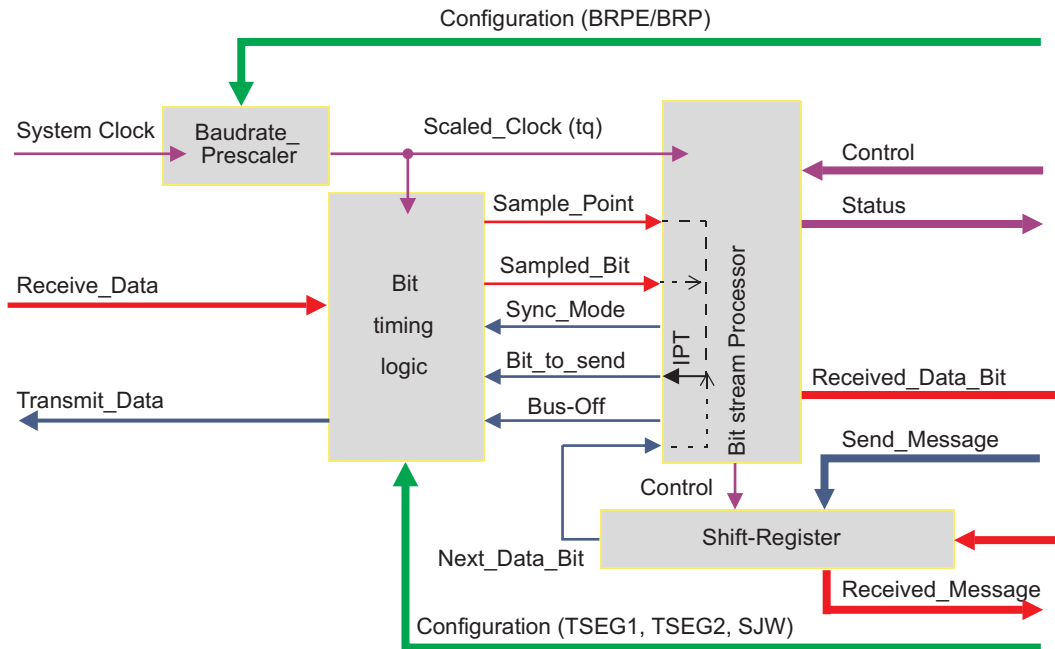 Configuration (BRPE/BRP)
System Clock
Baudrate_
Prescaler
Scaled_Clock (tq)
Control
Status
Sample_Point
Sampled_Bit
Receive_Data
Bit
timing
logic
Sync_Mode
Bit_to_send
IPT
Bit stream Processor
Received_Data_Bit
Transmit_Data
Bus-Off
Send_Message
Control
Shift-Register
Next_Data_Bit
Received_Message
Configuration (TSEG1, TSEG2, SJW)